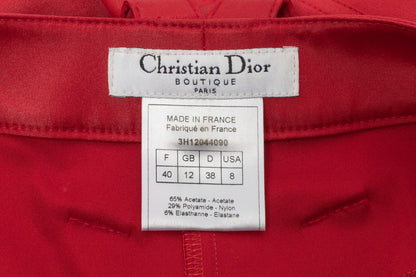 Christian Dior
BOUTIQUE
PARIS
MADE IN FRANCE
Fabriqué en France
3H12044090
F GB D USA
40 12 38 8
65% Acetate - Acetat
29% Polyamide - Nylon
6% Elasthanne - Elastane